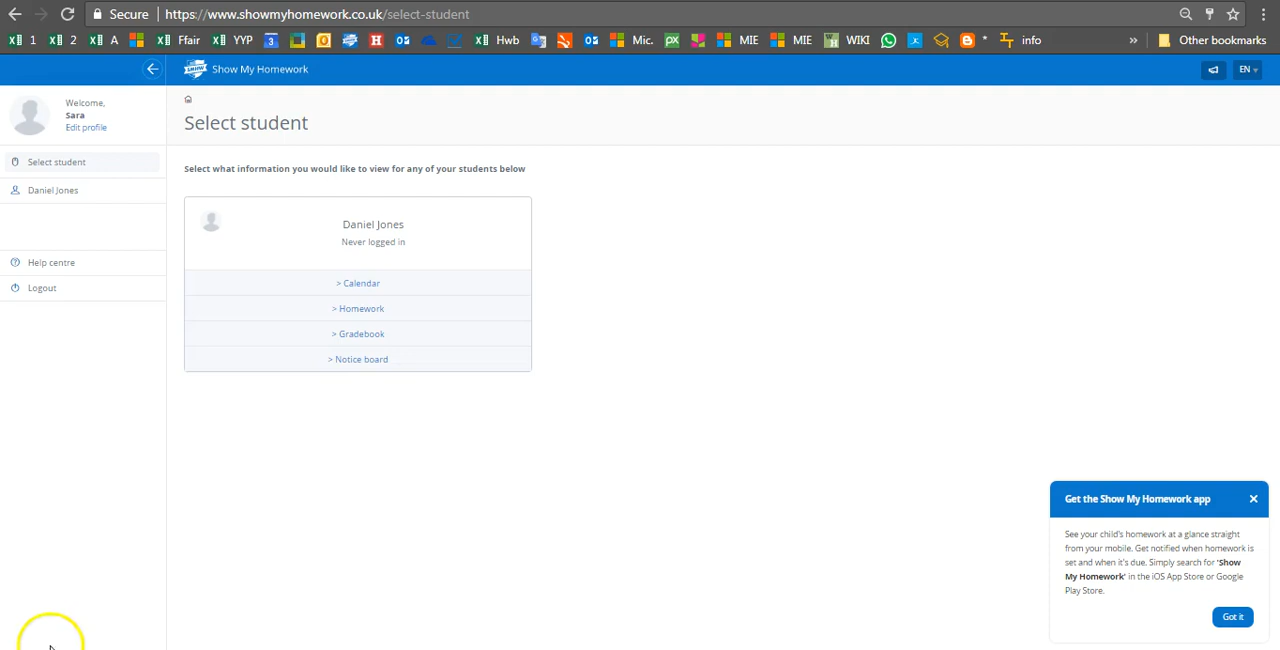 Secure https://www.showmyhomework.co.uk/select-student
1 2 A Ffair YYP 3 Hwb Mic. px MIE MIE WIKI * info » Other bookmarks
Show My Homework EN
Welcome,
Sara
Edit profile
Select student
Daniel Jones
Help centre
Logout
Select student
Select what information you would like to view for any of your students below
Daniel Jones
Never logged in
> Calendar
> Homework
> Gradebook
> Notice board
Get the Show My Homework app ×
See your child's homework at a glance straight
from your mobile. Get notified when homework is
set and when it's due. Simply search for 'Show
My Homework' in the iOS App Store or Google
Play Store.
Got it